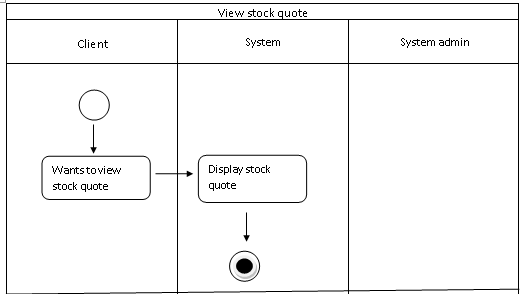 View stock quote
Client
System
System admin
Wants to view
stock quote
Display stock
quote